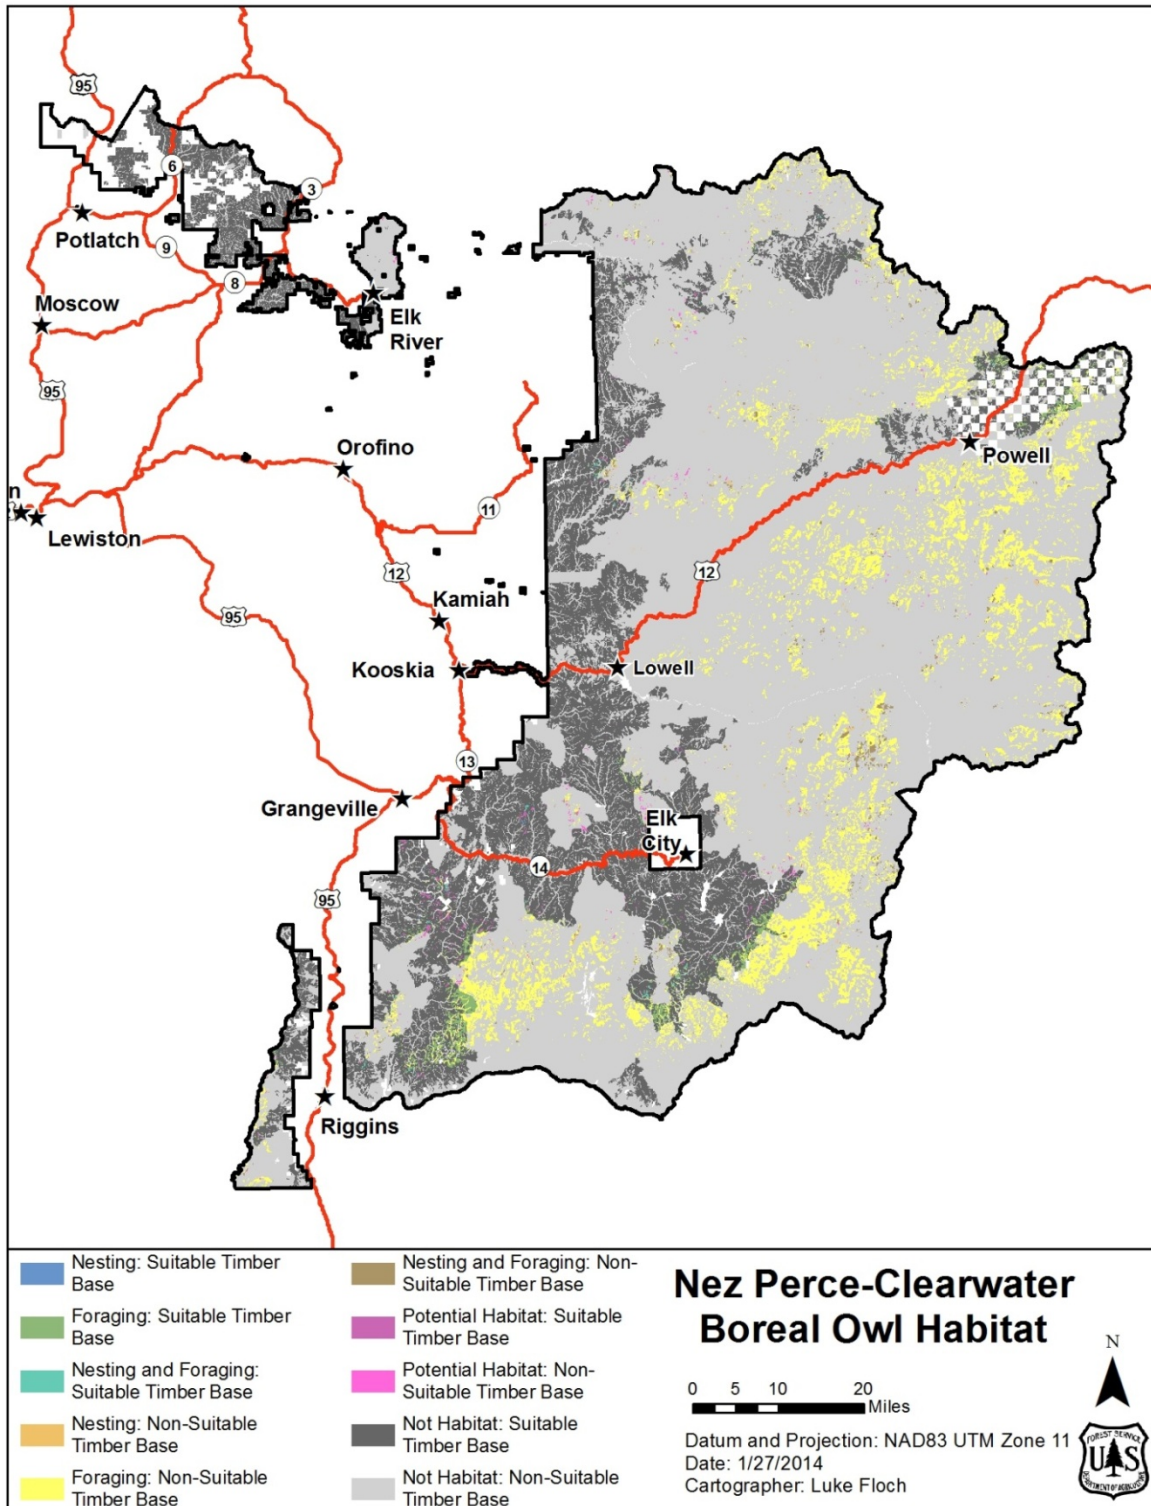 95
6
3
Potlatch
9
8
Moscow
Elk
River
95
Orofino
Powell
n
Lewiston
11
12
12
Kamiah
95
Kooskia
Lowell
13
Grangeville
Elk
City
14
95
Riggins
Nesting: Suitable Timber
Base
Foraging: Suitable Timber
Base
Nesting and Foraging:
Suitable Timber Base
Nesting: Non-Suitable
Timber Base
Foraging: Non-Suitable
Timber Base
Nesting and Foraging: Non-
Suitable Timber Base
Potential Habitat: Suitable
Timber Base
Potential Habitat: Non-
Suitable Timber Base
Not Habitat: Suitable
Timber Base
Not Habitat: Non-Suitable
Timber Base
Nez Perce-Clearwater
Boreal Owl Habitat
N
0 5 10 20
Miles
Datum and Projection: NAD83 UTM Zone 11
Date: 1/27/2014
Cartographer: Luke Floch
FOREST SERVICE
U S
DEPARTMENT OF AGRICULTURE